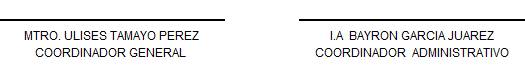 MTRO. ULISES TAMAYO PEREZ
COORDINADOR GENERAL
I.A BAYRON GARCIA JUAREZ
COORDINADOR ADMINISTRATIVO